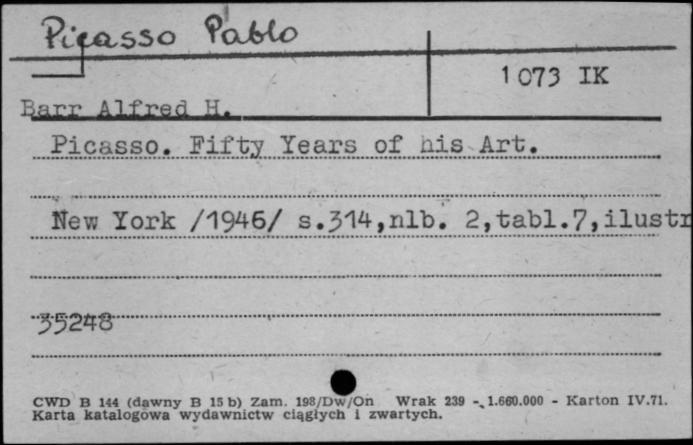 Picasso Pablo
1073 IK
Barr Alfred H.
Picasso. Fifty Years of his Art.
New York /1946/ s.314,nlb. 2,tabl.7,ilustr
35248
CWD B 144 (dawny B 15 b) Zam. 198/Dw/On Wrak 239 - 1.660.000 - Karton IV.71.
Karta katalogowa wydawnictw ciągłych i zwartych.